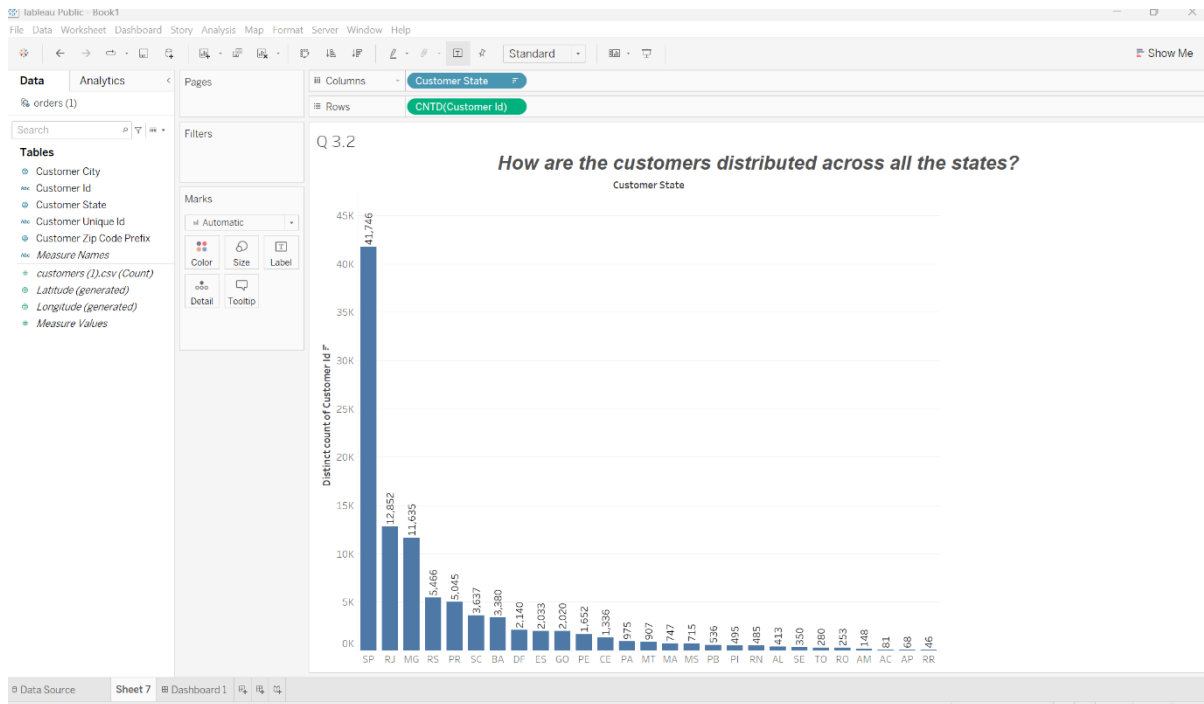 Tableau Public - Book1
File Data Worksheet Dashboard Story Analysis Map Format Server Window Help
Standard
Show Me
Data Analytics
orders (1)
Search
Tables
Customer City
Abc Customer Id
Customer State
Abc Customer Unique Id
Customer Zip Code Prefix
Abc Measure Names
customers (1).csv (Count)
Latitude (generated)
Longitude (generated)
Measure Values
Pages
Filters
Marks
Automatic
Color Size Label
Detail Tooltip
Columns Customer State
Rows CNTD(Customer Id)
Q 3.2
How are the customers distributed across all the states?
Customer State
Distinct count of Customer Id
45K
40K
35K
30K
25K
20K
15K
10K
5K
0K
41,746 12,852 11,635 5,466 5,045 3,637 3,380 2,140 2,033 2,020 1,652 1,336 975 907 747 715 536 495 485 413 350 280 253 148 81 68 46
SP RJ MG RS PR SC BA DF ES GO PE CE PA MT MA MS PB PI RN AL SE TO RO AM AC AP RR
Data Source Sheet 7 Dashboard 1